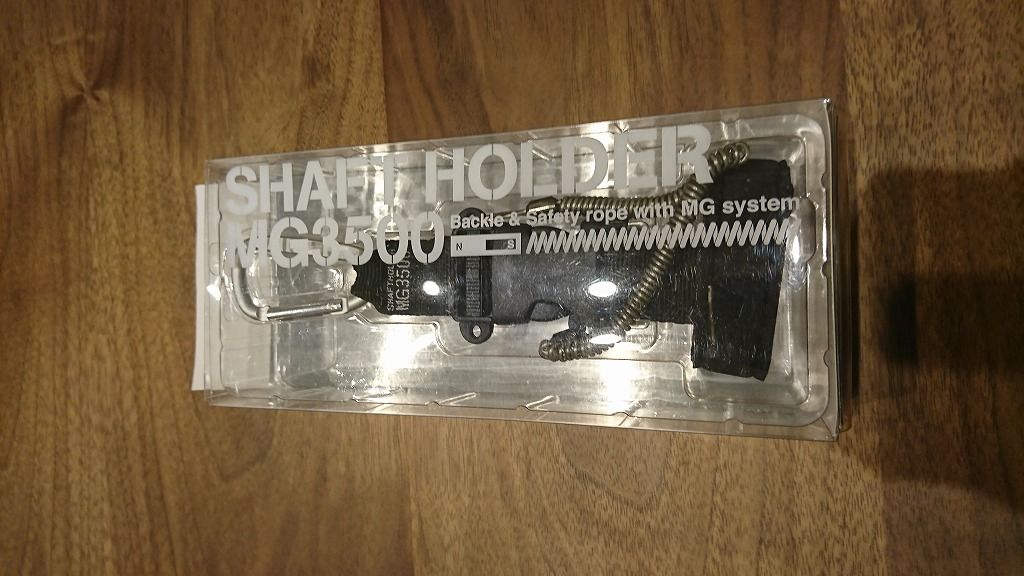 SHAFT HOLDER
MG3500
Backle & Safety rope with MG system
N S
SHAFT HOLDER
MG3500